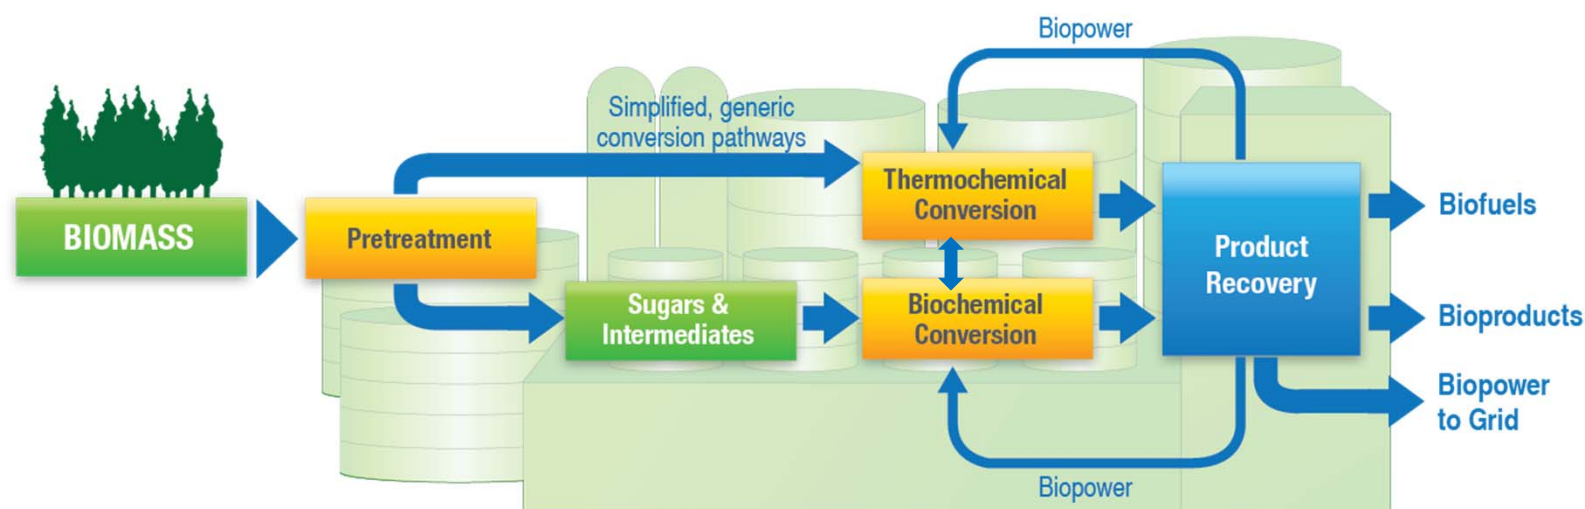 Biopower
Simplified, generic
conversion pathways
BIOMASS
Pretreatment
Thermochemical
Conversion
Sugars &
Intermediates
Biochemical
Conversion
Product
Recovery
Biofuels
Bioproducts
Biopower
to Grid
Biopower